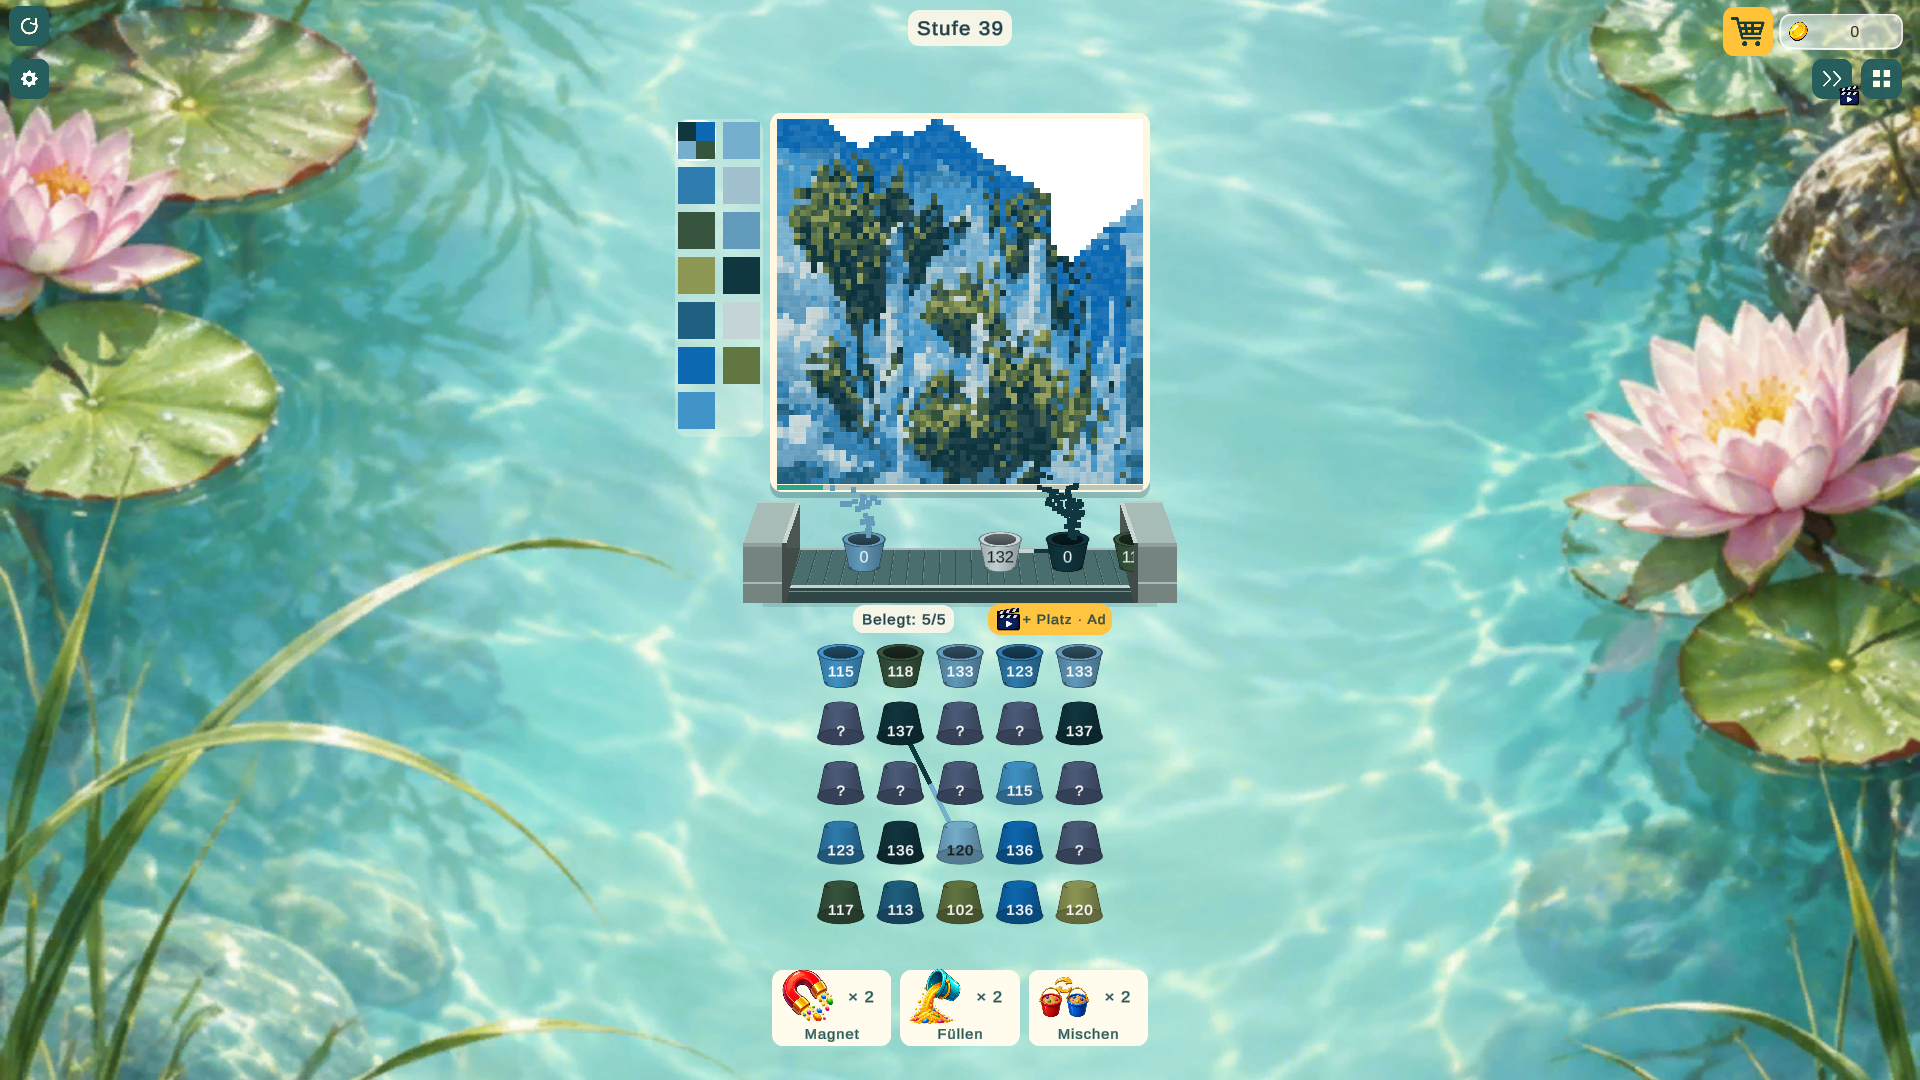 Stufe 39
0
0
132
0
11
Belegt: 5/5
+ Platz · Ad
115 118 133 123 133
? 137 ? ? 137
? ? ? 115 ?
123 136 120 136 ?
117 113 102 136 120
× 2
× 2
× 2
Magnet
Füllen
Mischen